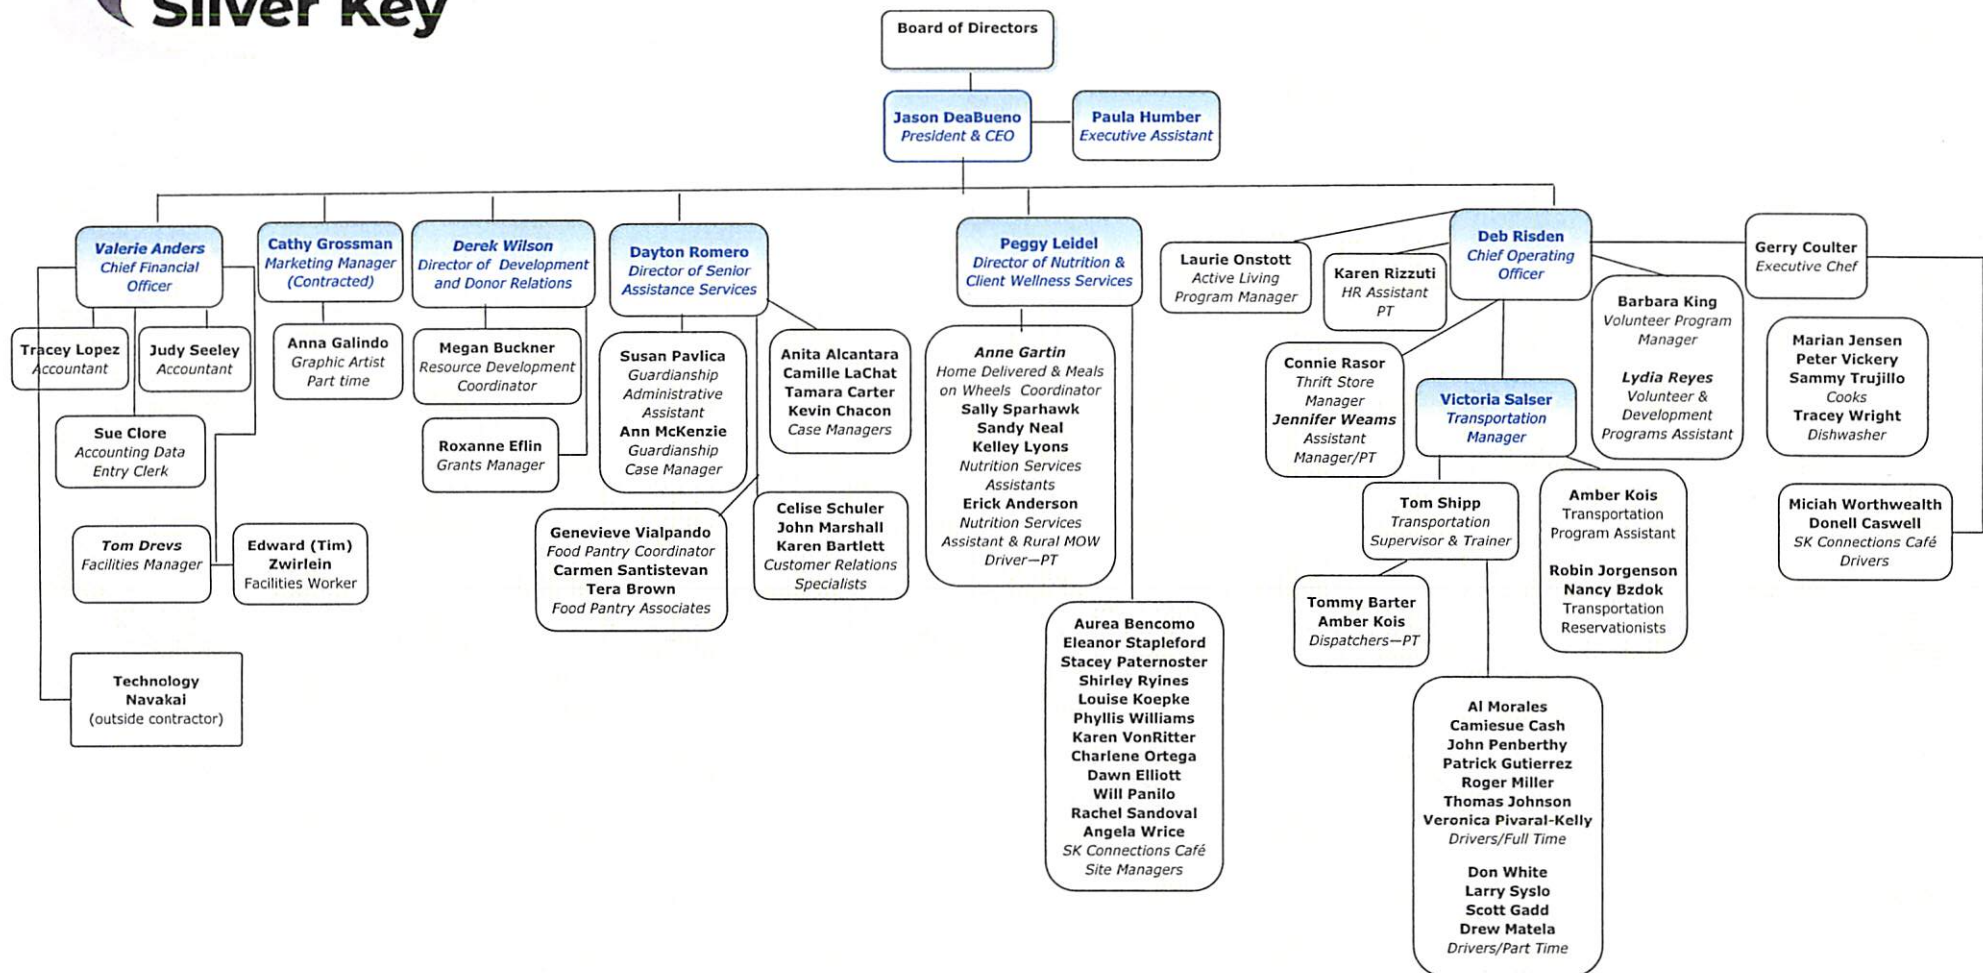 Silver Key
Board of Directors
Jason DeaBueno
President & CEO
Paula Humber
Executive Assistant
Valerie Anders
Chief Financial
Officer
Cathy Grossman
Marketing Manager
(Contracted)
Derek Wilson
Director of Development
and Donor Relations
Dayton Romero
Director of Senior
Assistance Services
Peggy Leidel
Director of Nutrition &
Client Wellness Services
Deb Risden
Chief Operating
Officer
Tracey Lopez
Accountant
Judy Seeley
Accountant
Sue Clore
Accounting Data
Entry Clerk
Tom Drevs
Facilities Manager
Edward (Tim)
Zwirlein
Facilities Worker
Technology
Navakai
(outside contractor)
Anna Galindo
Graphic Artist
Part time
Megan Buckner
Resource Development
Coordinator
Roxanne Eflin
Grants Manager
Susan Pavlica
Guardianship
Administrative
Assistant
Ann McKenzie
Guardianship
Case Manager
Anita Alcantara
Camille LaChat
Tamara Carter
Kevin Chacon
Case Managers
Genevieve Vialpando
Food Pantry Coordinator
Carmen Santistevan
Tera Brown
Food Pantry Associates
Celise Schuler
John Marshall
Karen Bartlett
Customer Relations
Specialists
Anne Gartin
Home Delivered & Meals
on Wheels Coordinator
Sally Sparhawk
Sandy Neal
Kelley Lyons
Nutrition Services
Assistants
Erick Anderson
Nutrition Services
Assistant & Rural MOW
Driver—PT
Aurea Bencomo
Eleanor Stapleford
Stacey Paternoster
Shirley Ryines
Louise Koepke
Phyllis Williams
Karen VonRitter
Charlene Ortega
Dawn Elliott
Will Panilo
Rachel Sandoval
Angela Wrice
SK Connections Café
Site Managers
Laurie Onstott
Active Living
Program Manager
Karen Rizzuti
HR Assistant
PT
Connie Rasor
Thrift Store
Manager
Jennifer Weams
Assistant
Manager/PT
Victoria Salser
Transportation
Manager
Barbara King
Volunteer Program
Manager
Lydia Reyes
Volunteer &
Development
Programs Assistant
Gerry Coulter
Executive Chef
Marian Jensen
Peter Vickery
Sammy Trujillo
Cooks
Tracey Wright
Dishwasher
Miciah Worthwealth
Donell Caswell
SK Connections Café
Drivers
Tom Shipp
Transportation
Supervisor & Trainer
Amber Kois
Transportation
Program Assistant
Robin Jorgenson
Nancy Bzdok
Transportation
Reservationists
Tommy Barter
Amber Kois
Dispatchers—PT
Al Morales
Camiesue Cash
John Penberthy
Patrick Gutierrez
Roger Miller
Thomas Johnson
Veronica Pivaral-Kelly
Drivers/Full Time
Don White
Larry Syslo
Scott Gadd
Drew Matela
Drivers/Part Time